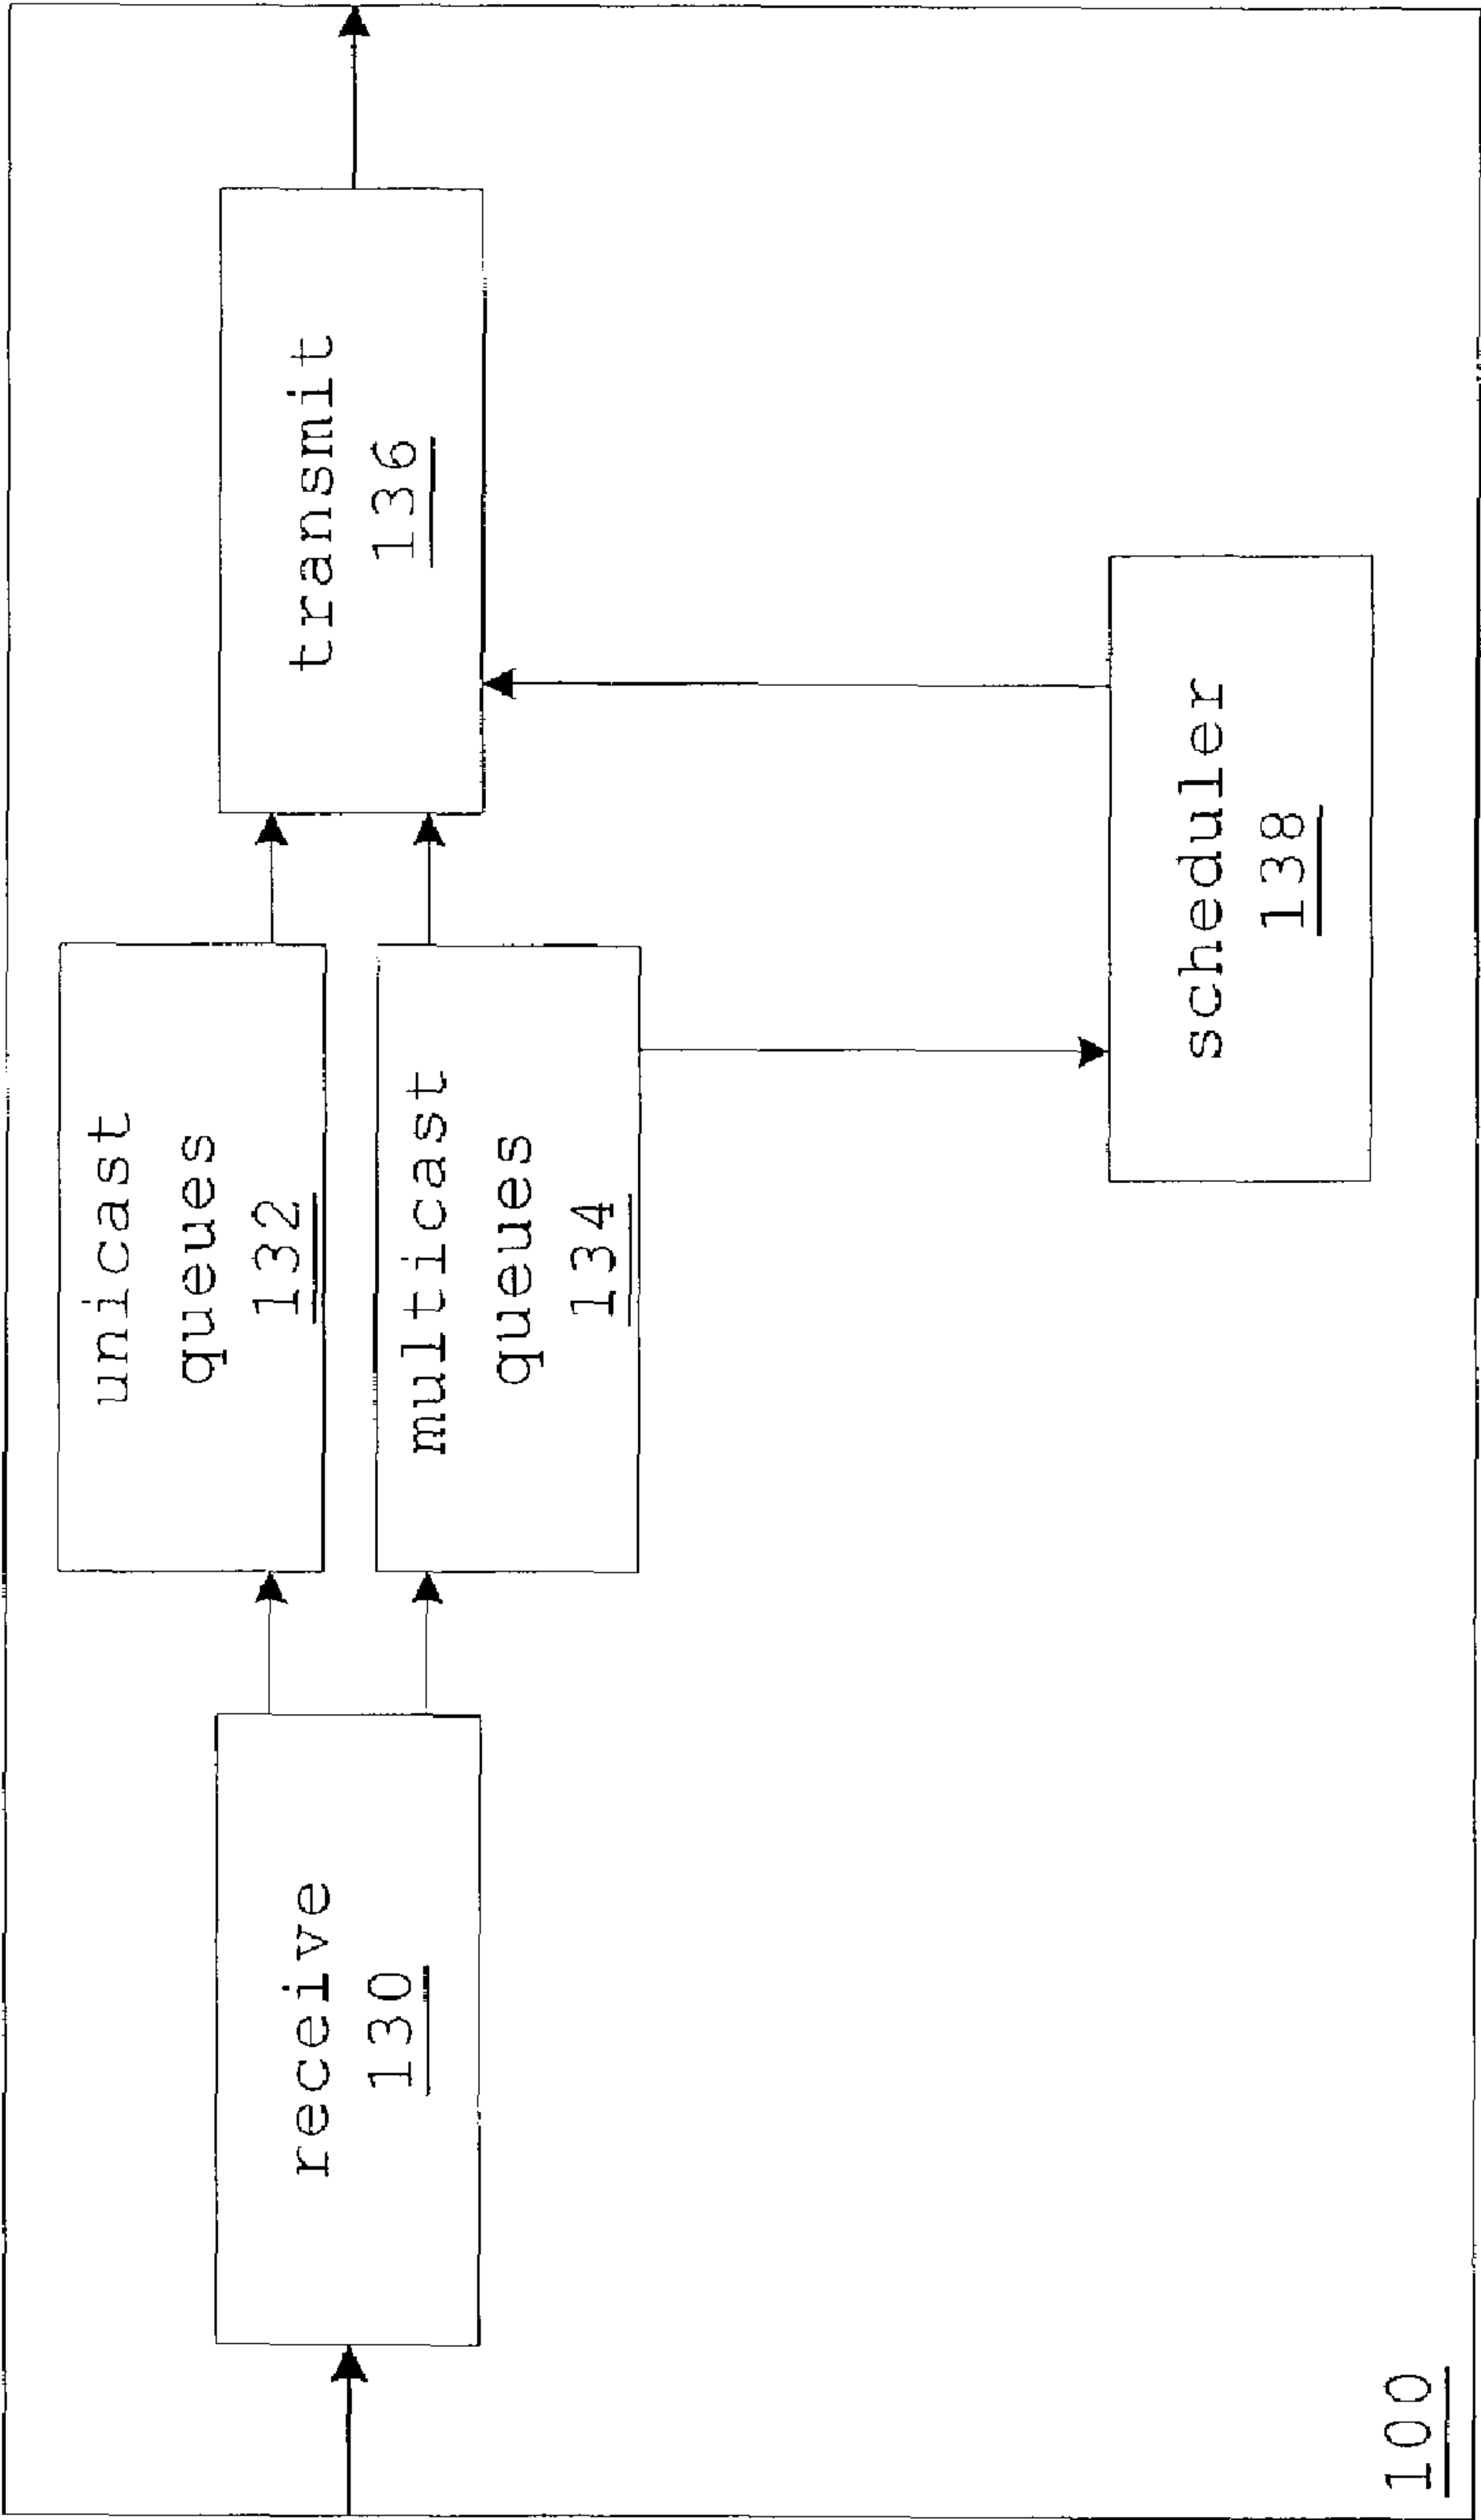 unicast
queues
132
receive
130
multicast
queues
134
transmit
136
scheduler
138
100